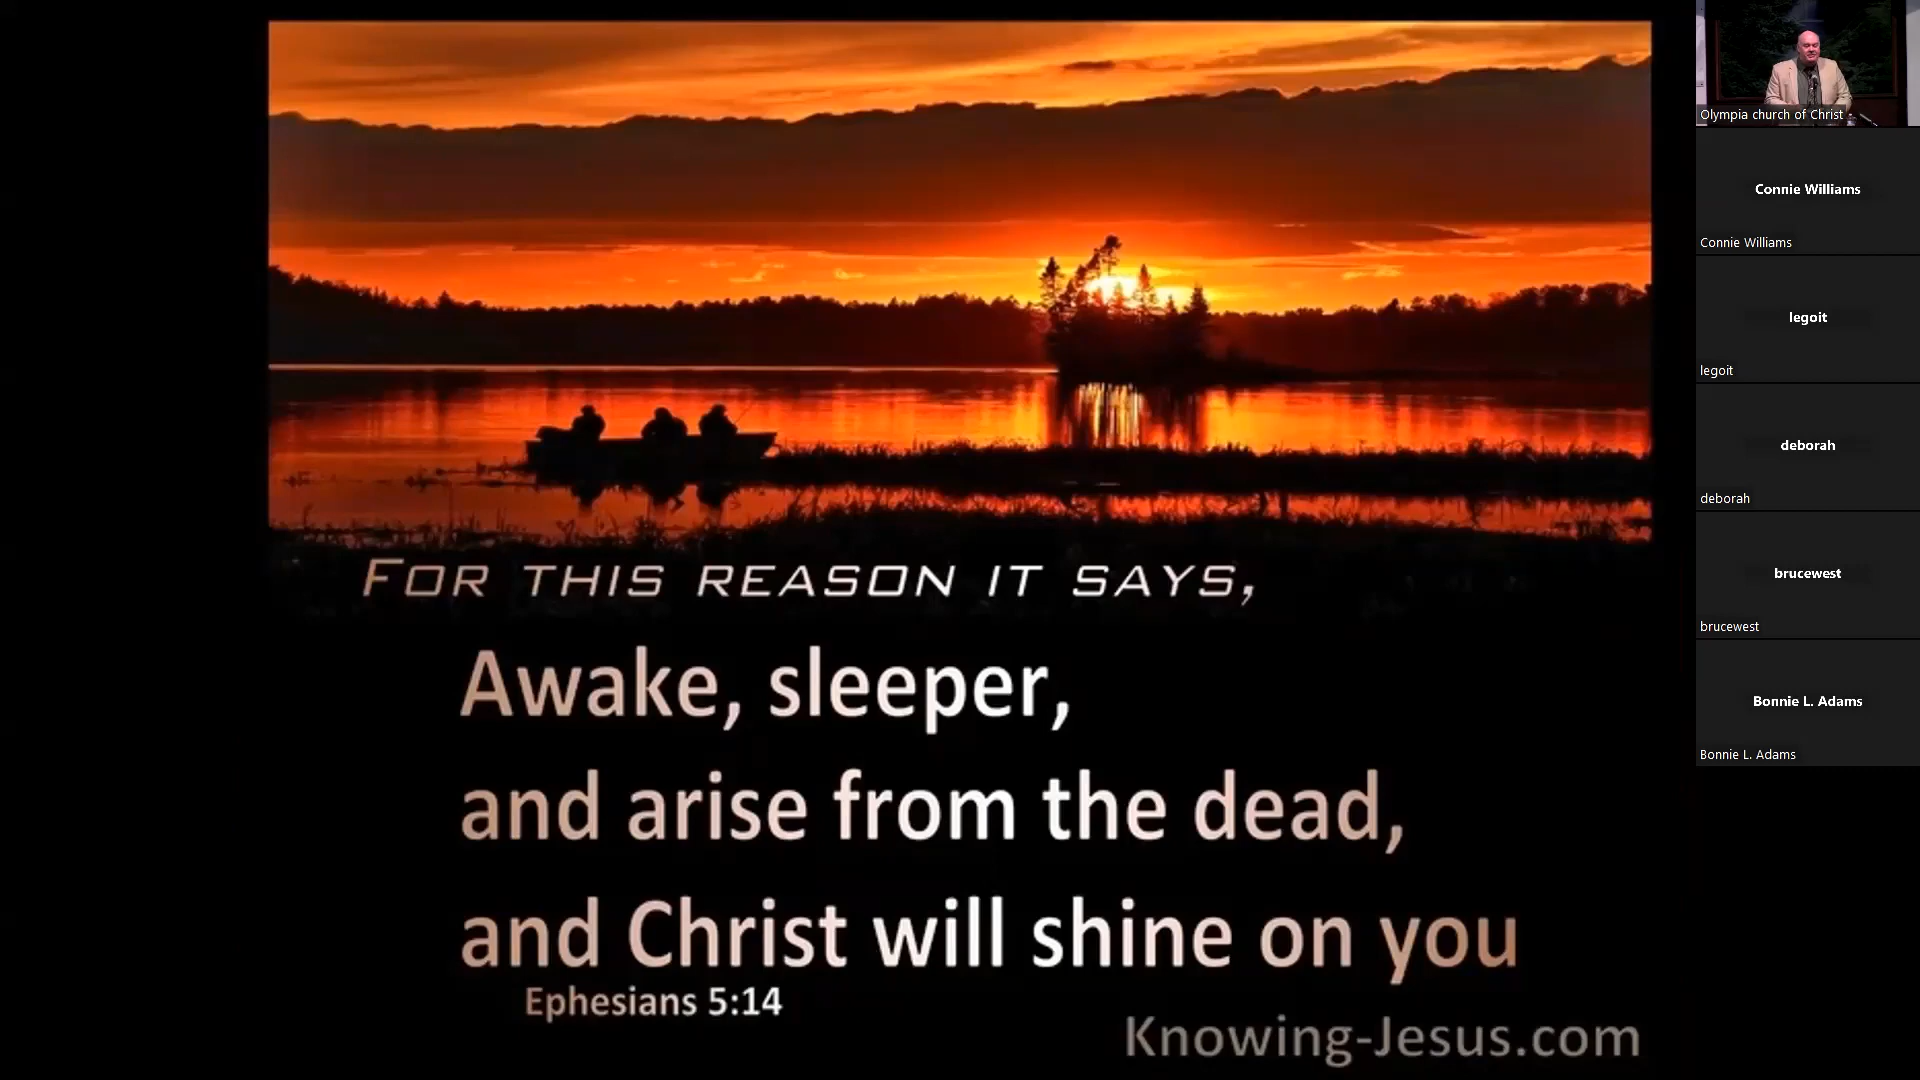 FOR THIS REASON IT SAYS,
Awake, sleeper,
and arise from the dead,
and Christ will shine on you
Ephesians 5:14
Knowing-Jesus.com
Olympia church of Christ
Connie Williams
Connie Williams
legoit
legoit
deborah
deborah
brucewest
brucewest
Bonnie L. Adams
Bonnie L. Adams